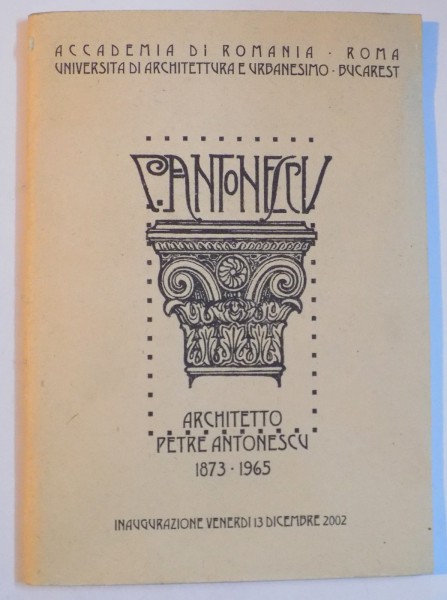 ACCADEMIA Di ROMANIA · ROMA
UNIVERSITA DI ARCHITETTURA E URBANESIMO · BUCAREST
P. ANTONESCU
ARCHITETTO
PETRE ANTONESCU
1873 · 1965
INAUGURAZIONE VENERDI 13 DICEMBRE 2002